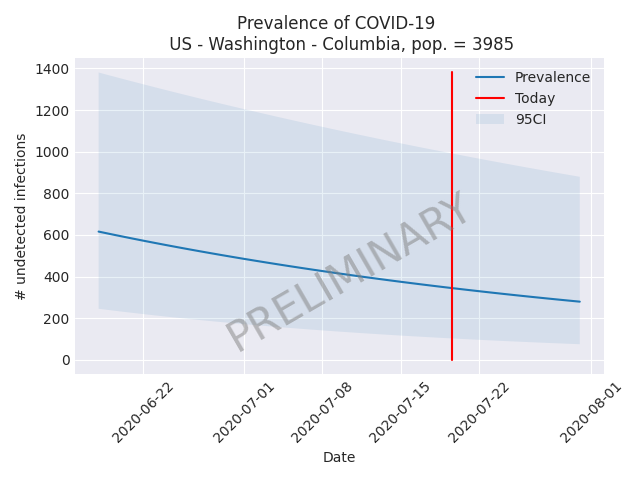 Prevalence of COVID-19
US - Washington - Columbia, pop. = 3985
1400
1200
1000
800
600
400
200
0
# undetected infections
Prevalence
Today
95CI
PRELIMINARY
2020-06-22
2020-07-01
2020-07-08
2020-07-15
2020-07-22
2020-08-01
Date